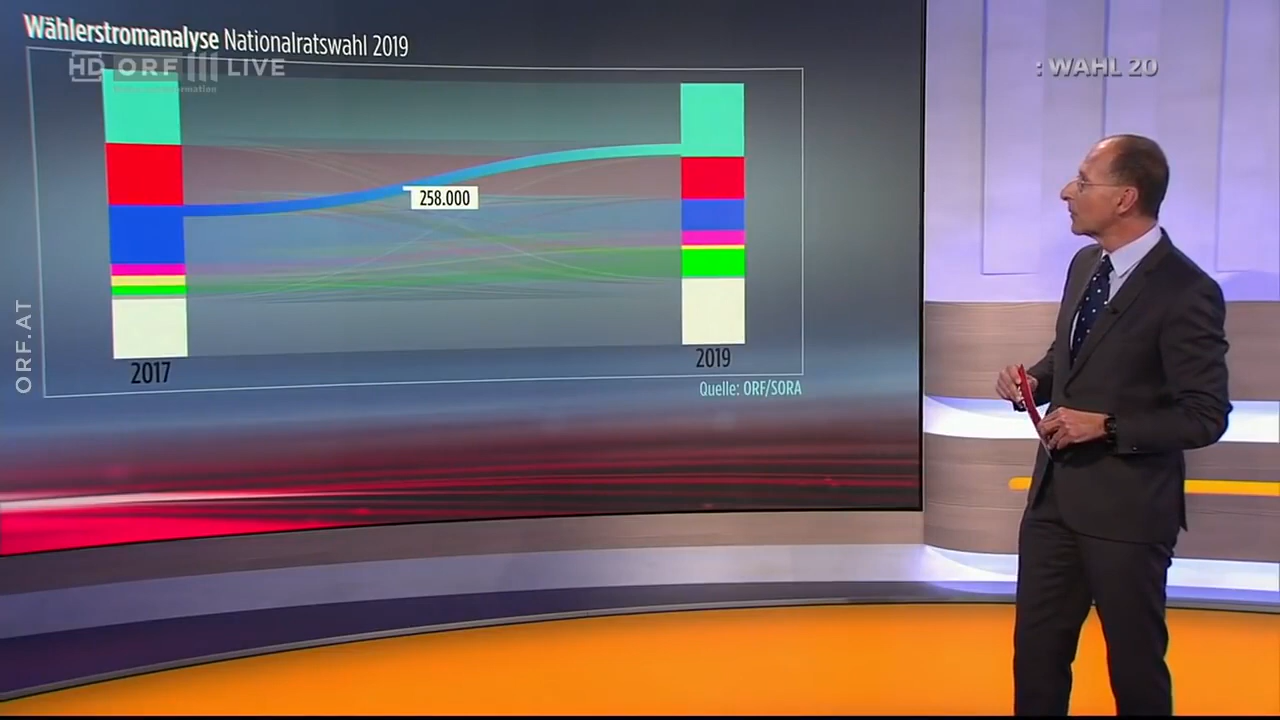 Wählerstromanalyse Nationalratswahl 2019
HD ORF III LIVE
: WAHL 20
258.000
ORF.AT
2017
2019
Quelle: ORF/SORA